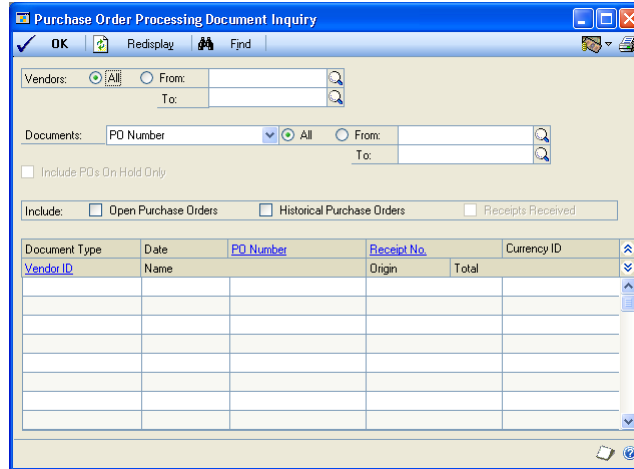 Purchase Order Processing Document Inquiry
OK Redisplay Find
Vendors: All From:
To:
Documents: PO Number All From:
To:
Include POs On Hold Only
Include: Open Purchase Orders Historical Purchase Orders Receipts Received
Document Type Date PO Number Receipt No. Currency ID
Vendor ID Name Origin Total